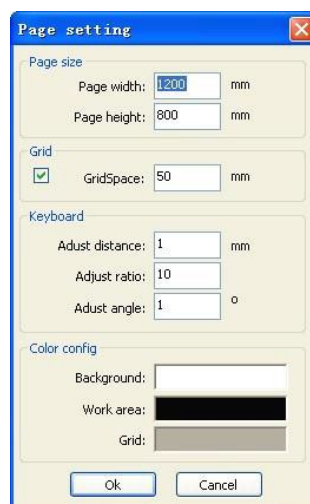 Page setting
Page size
Page width: 1200 mm
Page height: 800 mm
Grid
GridSpace: 50 mm
Keyboard
Adust distance: 1 mm
Adjust ratio: 10
Adust angle: 1 °
Color config
Background:
Work area:
Grid:
Ok Cancel